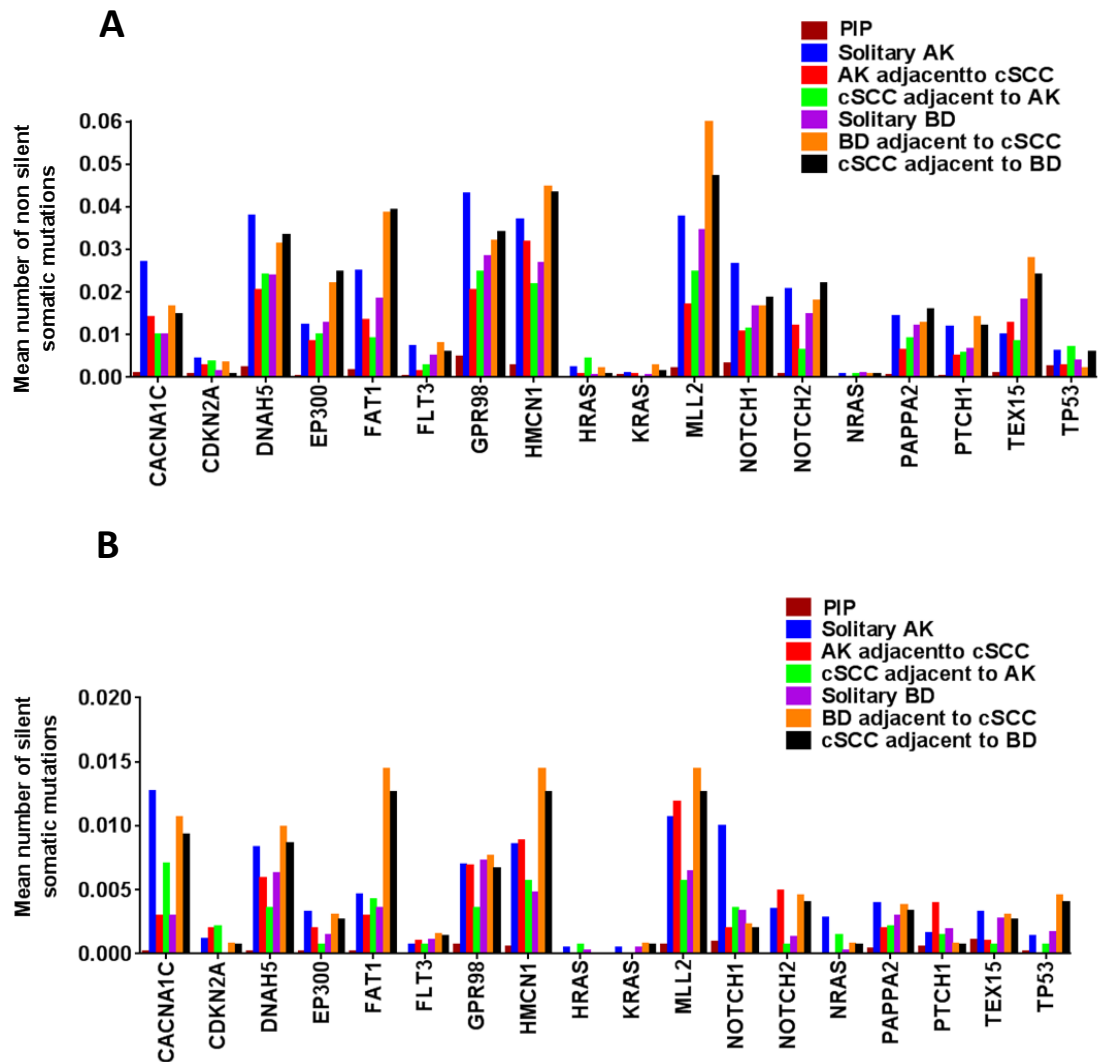 A
PIP
Solitary AK
AK adjacentto cSCC
cSCC adjacent to AK
Solitary BD
BD adjacent to cSCC
cSCC adjacent to BD
Mean number of non silent
somatic mutations
0.06
0.05
0.04
0.03
0.02
0.01
0.00
CACNA1C
CDKN2A
DNAH5
EP300
FAT1
FLT3
GPR98
HMCN1
HRAS
KRAS
MLL2
NOTCH1
NOTCH2
NRAS
PAPPA2
PTCH1
TEX15
TP53
B
PIP
Solitary AK
AK adjacentto cSCC
cSCC adjacent to AK
Solitary BD
BD adjacent to cSCC
cSCC adjacent to BD
Mean number of silent
somatic mutations
0.020
0.015
0.010
0.005
0.000
CACNA1C
CDKN2A
DNAH5
EP300
FAT1
FLT3
GPR98
HMCN1
HRAS
KRAS
MLL2
NOTCH1
NOTCH2
NRAS
PAPPA2
PTCH1
TEX15
TP53